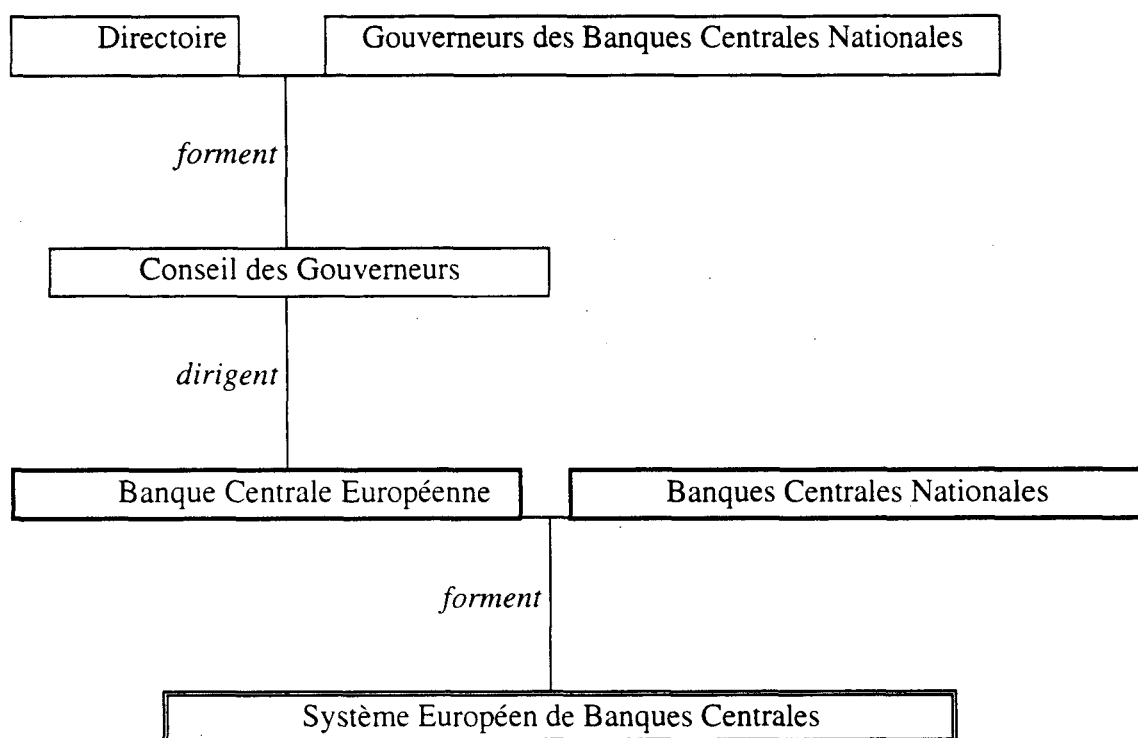 Directoire
Gouverneurs des Banques Centrales Nationales
forment
Conseil des Gouverneurs
dirigent
Banque Centrale Européenne
Banques Centrales Nationales
forment
Système Européen de Banques Centrales